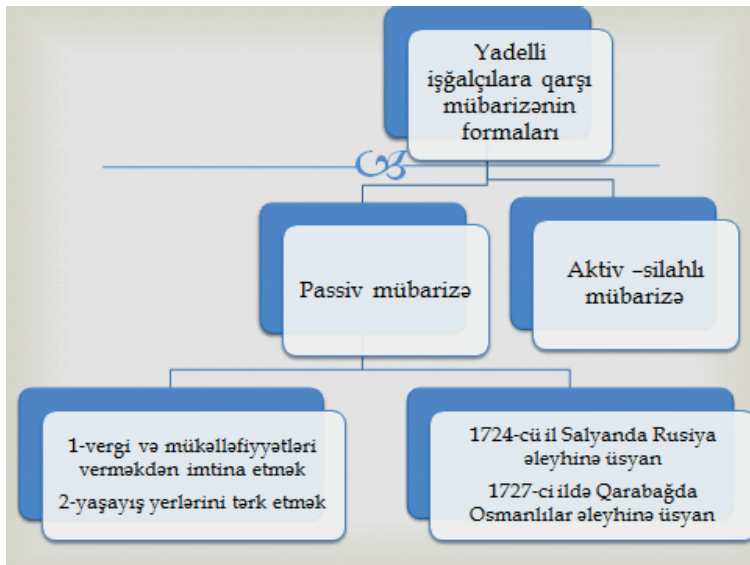 Yadelli
işğalçılara qarşı
mübarizənin
formaları
Passiv mübarizə
Aktiv –silahlı
mübarizə
1-vergi və mükəlləfiyyətləri
verməkdən imtina etmək
2-yaşayış yerlərini tərk etmək
1724-cü il Salyanda Rusiya
əleyhinə üsyan
1727-ci ildə Qarabağda
Osmanlılar əleyhinə üsyan